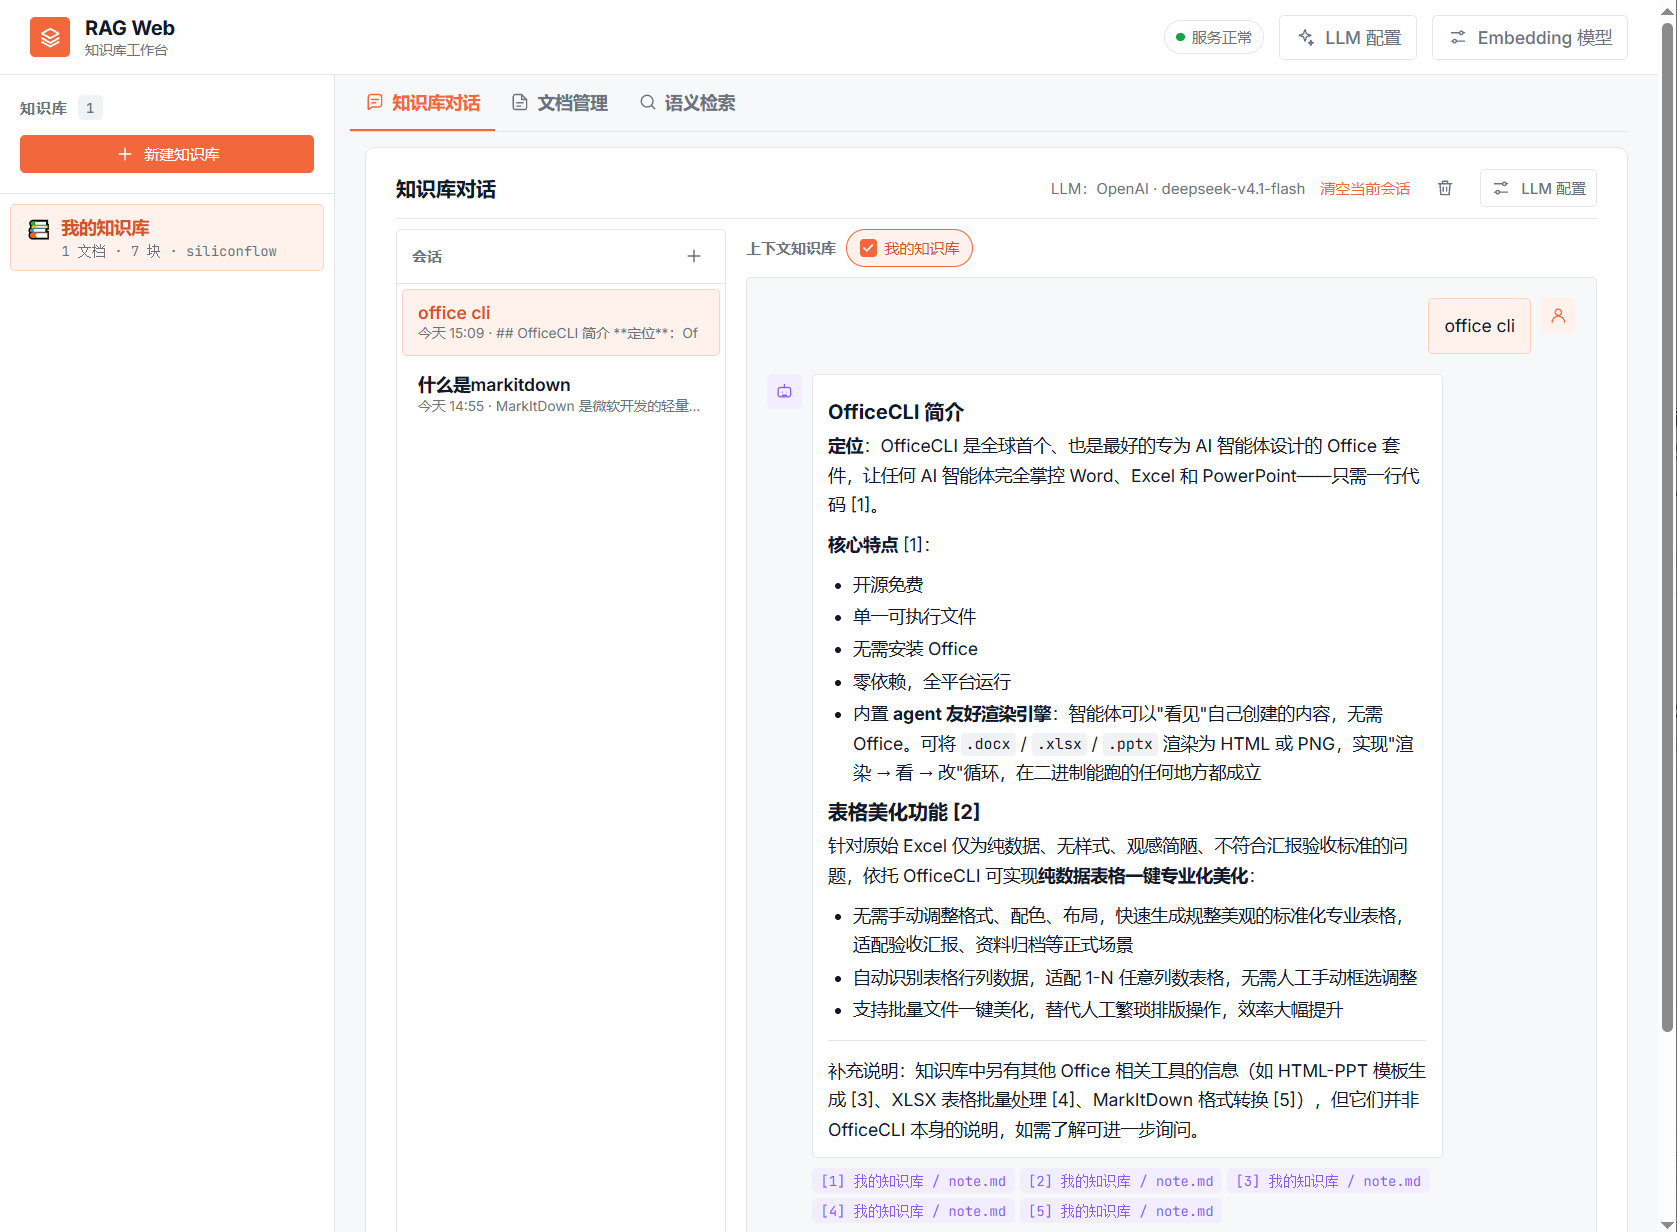 RAG Web
知识库工作台
服务正常
LLM 配置
Embedding 模型
知识库 1
新建知识库
我的知识库
1 文档 · 7 块 · siliconflow
知识库对话
文档管理
语义检索
知识库对话
LLM：OpenAI · deepseek-v4.1-flash
清空当前会话
LLM 配置
会话
office cli
今天 15:09 · ## OfficeCLI 简介 **定位**：Of
什么是markitdown
今天 14:55 · MarkItDown 是微软开发的轻量...
上下文知识库
我的知识库
office cli
OfficeCLI 简介
定位：OfficeCLI 是全球首个、也是最好的专为 AI 智能体设计的 Office 套
件，让任何 AI 智能体完全掌控 Word、Excel 和 PowerPoint——只需一行代
码 [1]。
核心特点 [1]：
开源免费
单一可执行文件
无需安装 Office
零依赖，全平台运行
内置 agent 友好渲染引擎：智能体可以"看见"自己创建的内容，无需
Office。可将 .docx / .xlsx / .pptx 渲染为 HTML 或 PNG，实现"渲
染 → 看 → 改"循环，在二进制能跑的任何地方都成立
表格美化功能 [2]
针对原始 Excel 仅为纯数据、无样式、观感简陋、不符合汇报验收标准的问
题，依托 OfficeCLI 可实现纯数据表格一键专业化美化：
无需手动调整格式、配色、布局，快速生成规整美观的标准化专业表格，
适配验收汇报、资料归档等正式场景
自动识别表格行列数据，适配 1-N 任意列数表格，无需人工手动框选调整
支持批量文件一键美化，替代人工繁琐排版操作，效率大幅提升
补充说明：知识库中另有其他 Office 相关工具的信息（如 HTML-PPT 模板生
成 [3]、XLSX 表格批量处理 [4]、MarkItDown 格式转换 [5]），但它们并非
OfficeCLI 本身的说明，如需了解可进一步询问。
[1] 我的知识库 / note.md
[2] 我的知识库 / note.md
[3] 我的知识库 / note.md
[4] 我的知识库 / note.md
[5] 我的知识库 / note.md